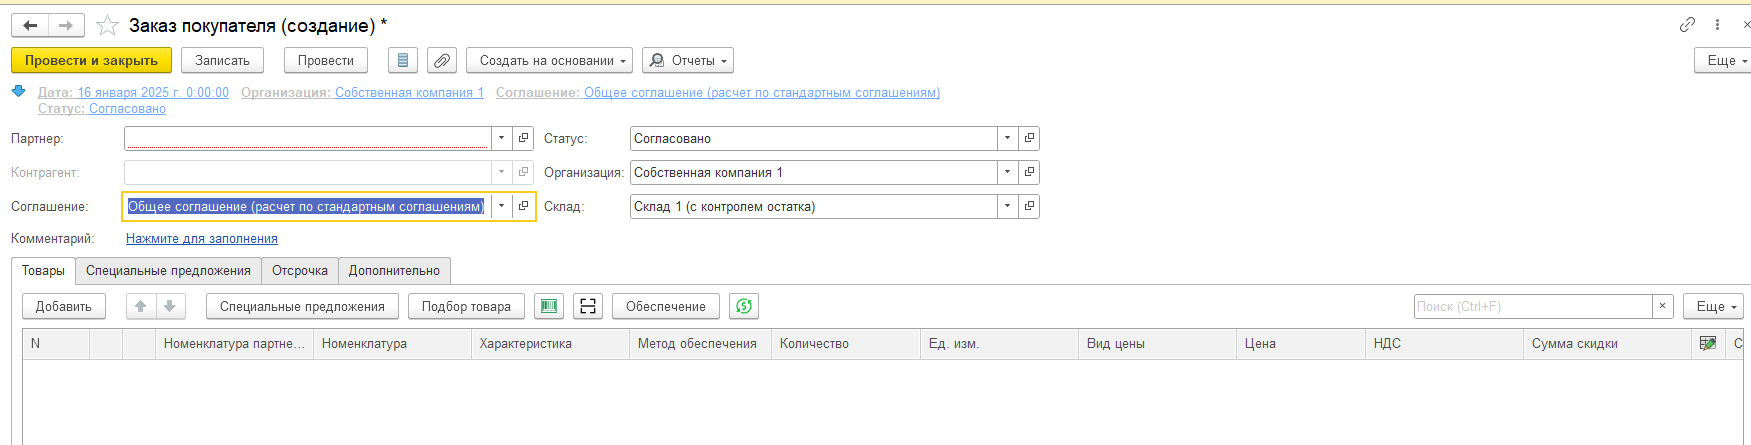 Заказ покупателя (создание) *
Провести и закрыть Записать Провести Создать на основании Отчеты Еще
Дата: 16 января 2025 г. 0:00:00 Организация: Собственная компания 1 Соглашение: Общее соглашение (расчет по стандартным соглашениям)
Статус: Согласовано
Партнер: Статус: Согласовано
Контрагент: Организация: Собственная компания 1
Соглашение: Общее соглашение (расчет по стандартным соглашениям) Склад: Склад 1 (с контролем остатка)
Комментарий: Нажмите для заполнения
Товары Специальные предложения Отсрочка Дополнительно
Добавить Специальные предложения Подбор товара Обеспечение Поиск (Ctrl+F) × Еще
N Номенклатура партне... Номенклатура Характеристика Метод обеспечения Количество Ед. изм. Вид цены Цена НДС Сумма скидки С